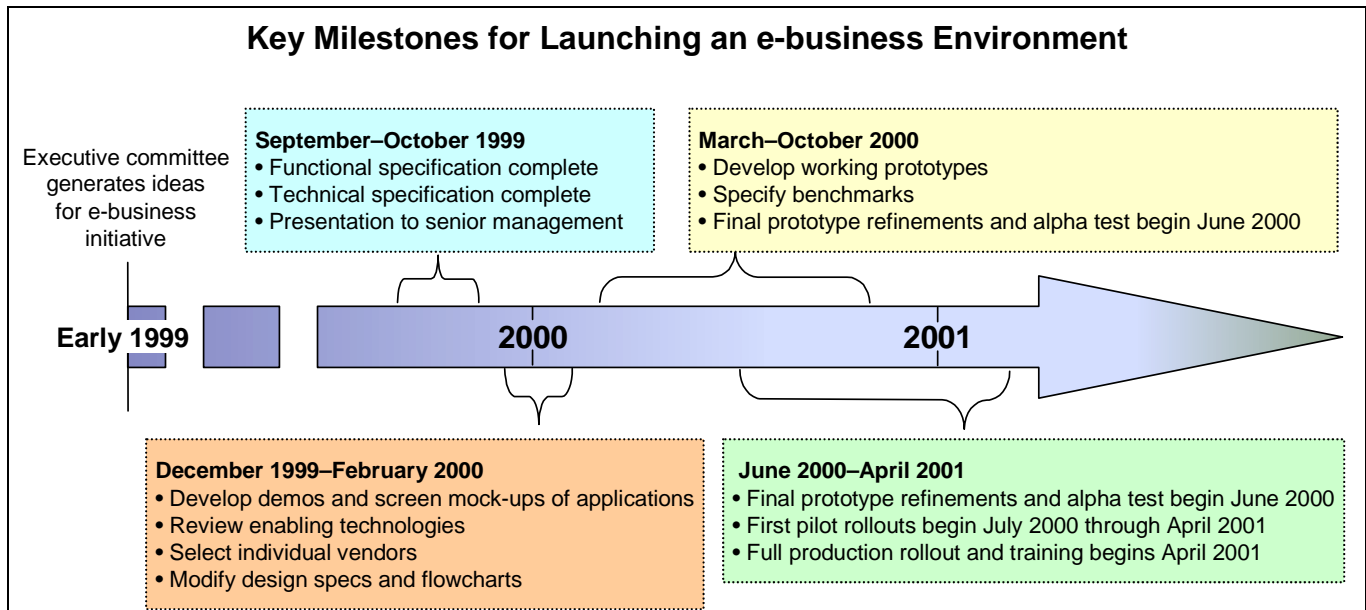 Key Milestones for Launching an e-business Environment
Executive committee
generates ideas
for e-business
initiative
September–October 1999
• Functional specification complete
• Technical specification complete
• Presentation to senior management
March–October 2000
• Develop working prototypes
• Specify benchmarks
• Final prototype refinements and alpha test begin June 2000
Early 1999
2000
2001
December 1999–February 2000
• Develop demos and screen mock-ups of applications
• Review enabling technologies
• Select individual vendors
• Modify design specs and flowcharts
June 2000–April 2001
• Final prototype refinements and alpha test begin June 2000
• First pilot rollouts begin July 2000 through April 2001
• Full production rollout and training begins April 2001